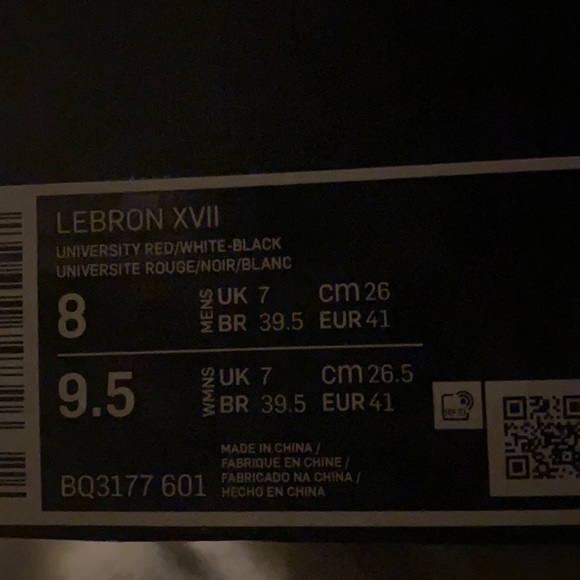 LEBRON XVII
UNIVERSITY RED/WHITE-BLACK
UNIVERSITE ROUGE/NOIR/BLANC
8 MENS UK 7 cm 26
BR 39.5 EUR 41
9.5 WMNS UK 7 cm 26.5
BR 39.5 EUR 41
MADE IN CHINA /
FABRIQUE EN CHINE /
FABRICADO NA CHINA /
HECHO EN CHINA
BQ3177 601